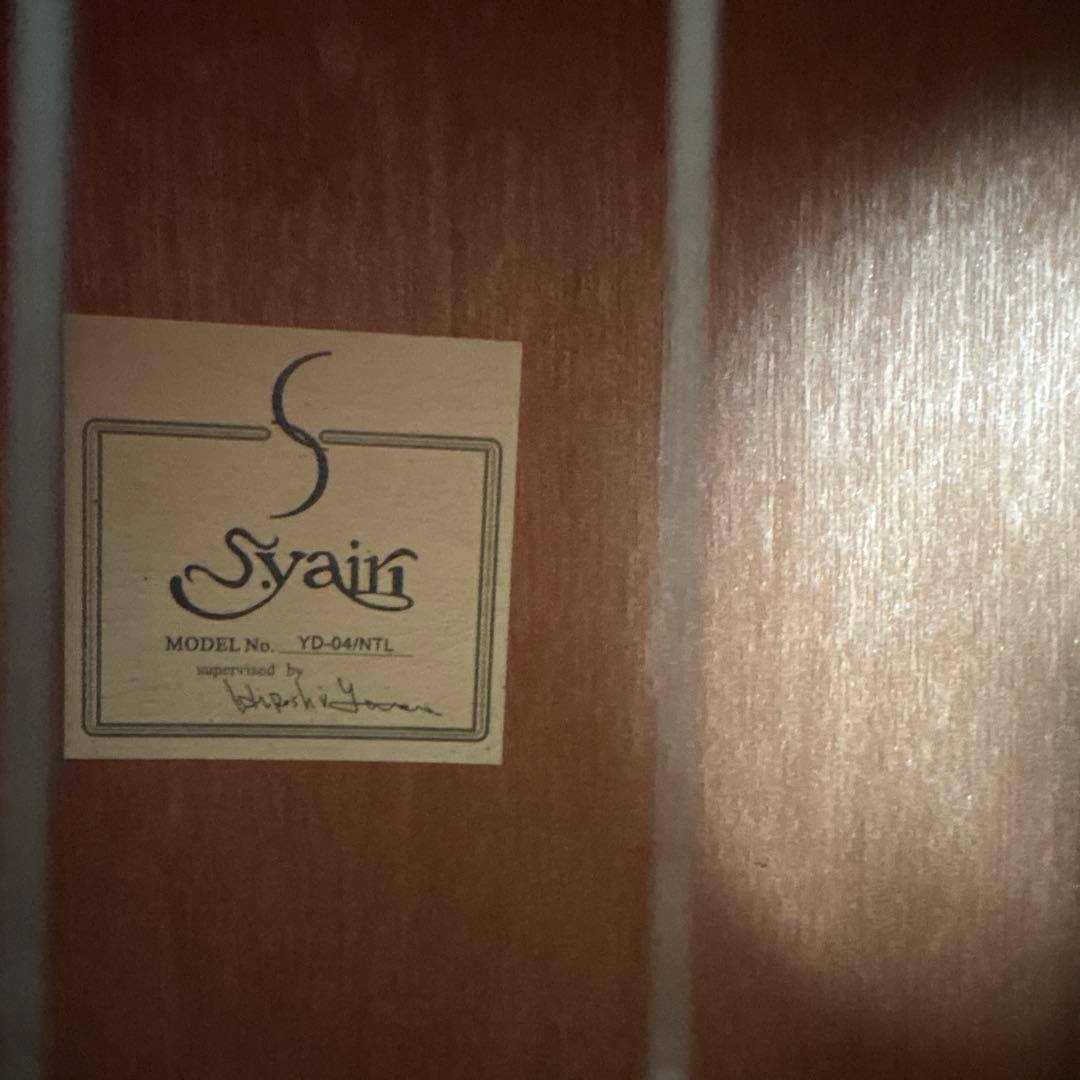 S
S.yairi
MODEL No. YD-04/NTL
supervised by